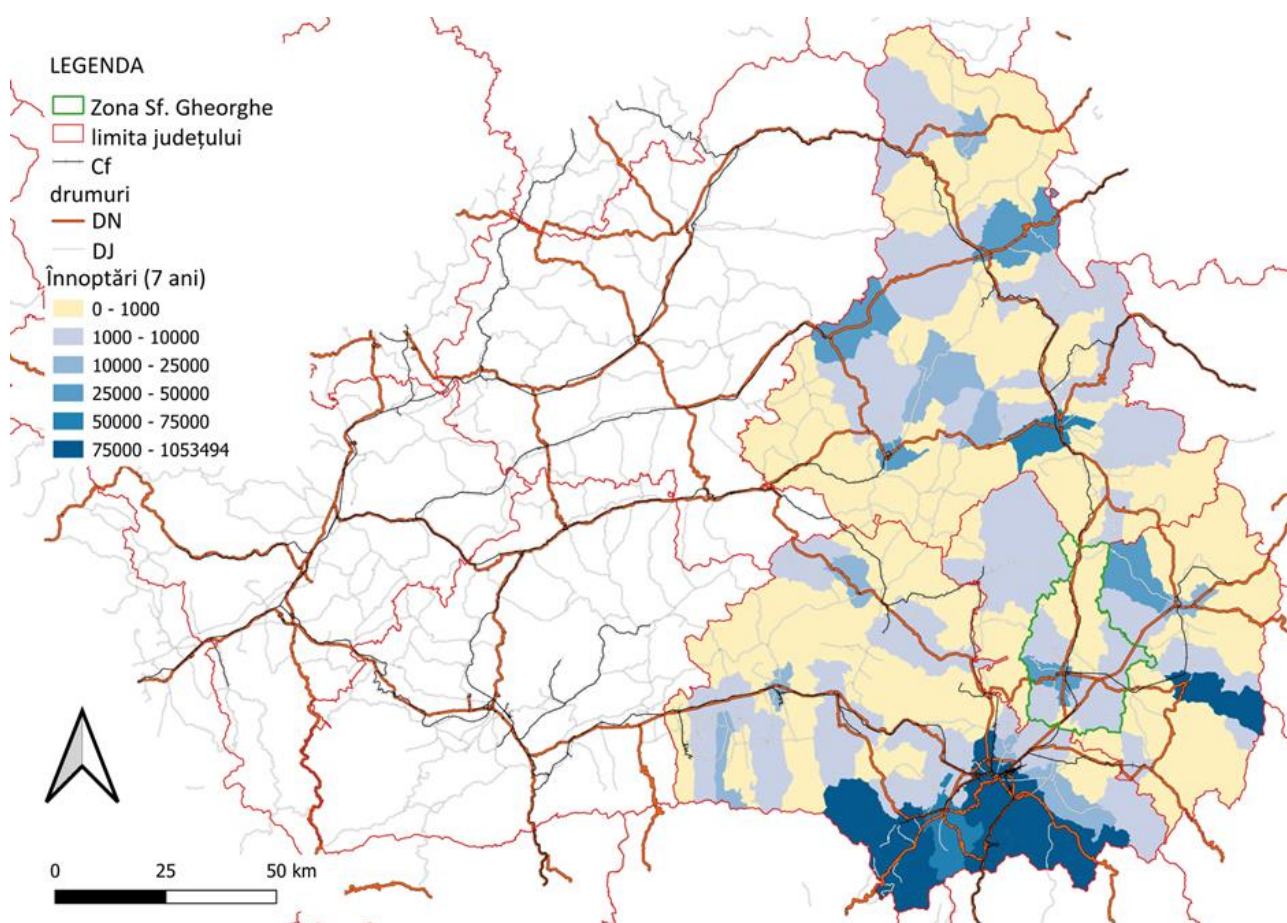 LEGENDA
Zona Sf. Gheorghe
limita județului
Cf
drumuri
DN
DJ
Înnoptări (7 ani)
0 - 1000
1000 - 10000
10000 - 25000
25000 - 50000
50000 - 75000
75000 - 1053494
0 25 50 km